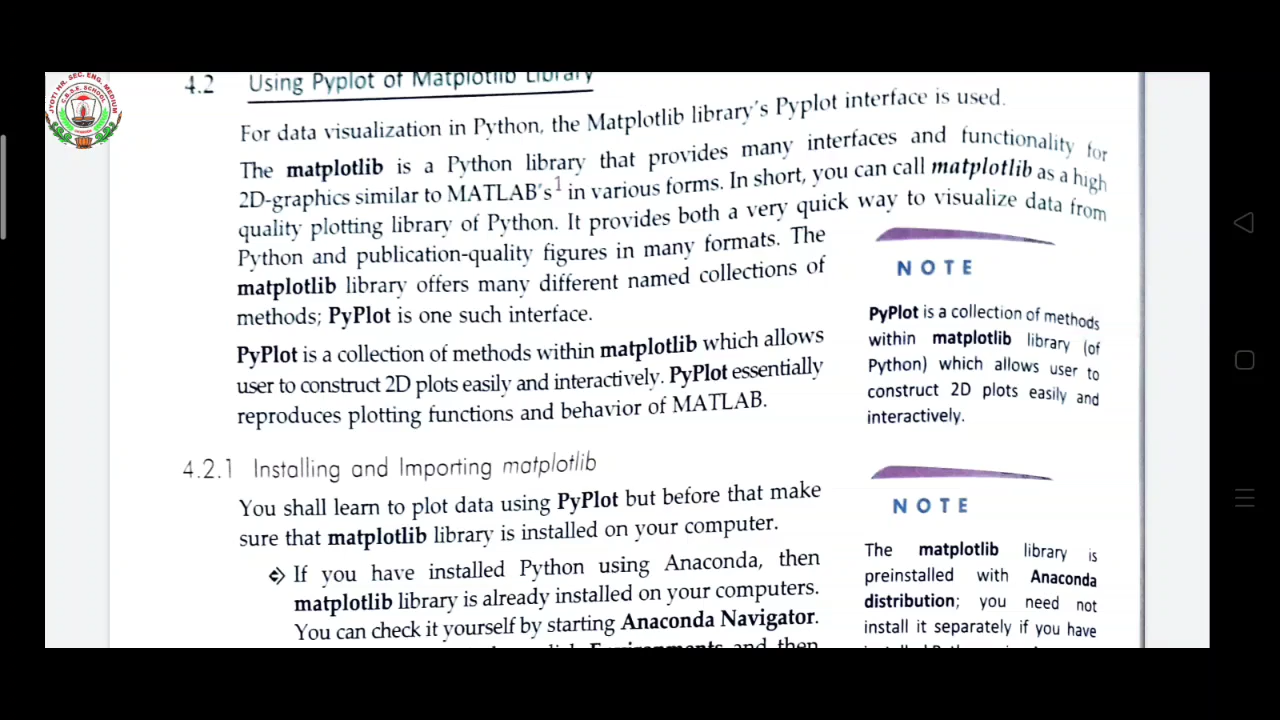 4.2 Using Pyplot of Matplotlib Library
For data visualization in Python, the Matplotlib library's Pyplot interface is used.
The matplotlib is a Python library that provides many interfaces and functionality for
2D-graphics similar to MATLAB's1 in various forms. In short, you can call matplotlib as a high
quality plotting library of Python. It provides both a very quick way to visualize data from
Python and publication-quality figures in many formats. The
matplotlib library offers many different named collections of
methods; PyPlot is one such interface.
PyPlot is a collection of methods within matplotlib which allows
user to construct 2D plots easily and interactively. PyPlot essentially
reproduces plotting functions and behavior of MATLAB.
NOTE
PyPlot is a collection of methods
within matplotlib library (of
Python) which allows user to
construct 2D plots easily and
interactively.
4.2.1 Installing and Importing matplotlib
You shall learn to plot data using PyPlot but before that make
sure that matplotlib library is installed on your computer.
If you have installed Python using Anaconda, then
matplotlib library is already installed on your computers.
You can check it yourself by starting Anaconda Navigator.
Environments and then
NOTE
The matplotlib library is
preinstalled with Anaconda
distribution; you need not
install it separately if you have
JYOTI HR. SEC. ENG. MEDIUM
C.B.S.E. SCHOOL